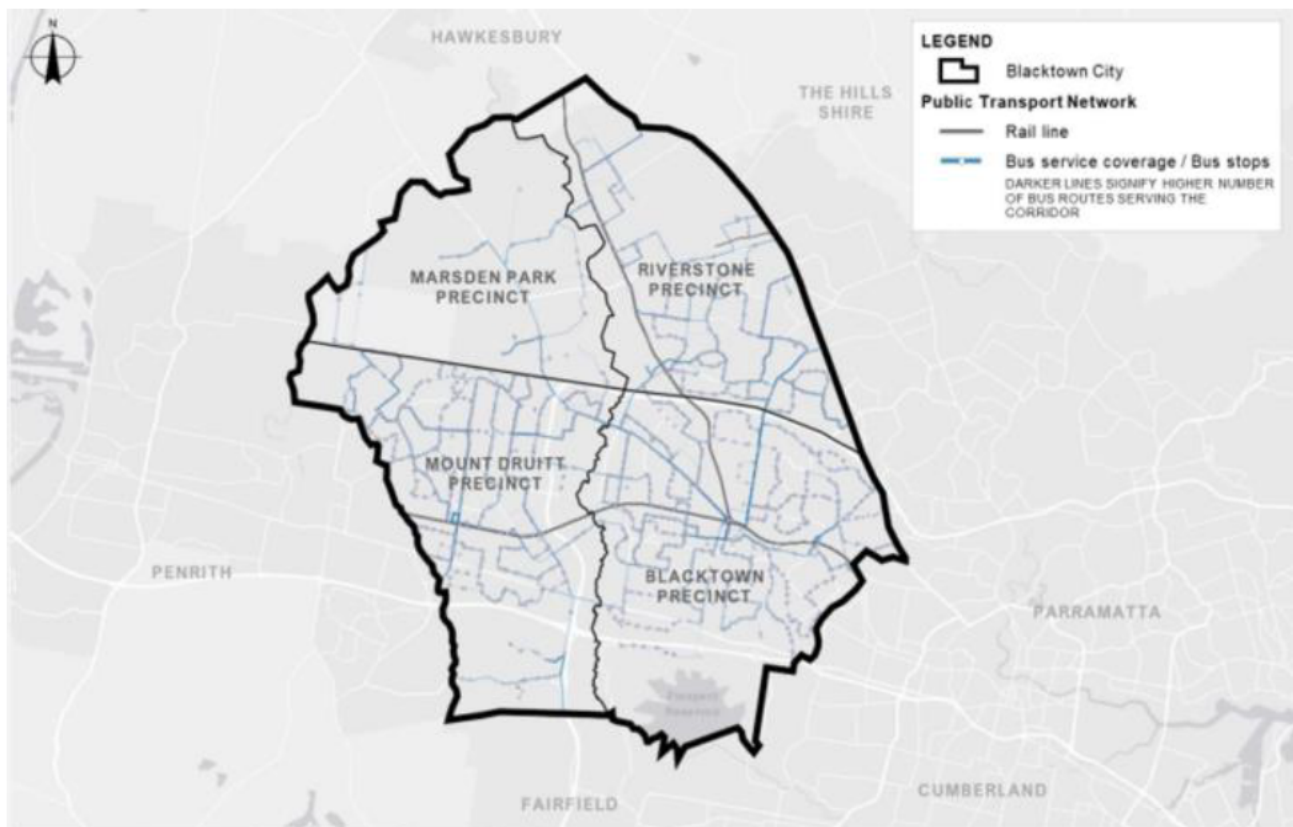 N
HAWKESBURY
THE HILLS
SHIRE
LEGEND
Blacktown City
Public Transport Network
Rail line
Bus service coverage / Bus stops
DARKER LINES SIGNIFY HIGHER NUMBER
OF BUS ROUTES SERVING THE
CORRIDOR
MARSDEN PARK
PRECINCT
RIVERSTONE
PRECINCT
MOUNT DRUITT
PRECINCT
BLACKTOWN
PRECINCT
PENRITH
PARRAMATTA
FAIRFIELD
CUMBERLAND